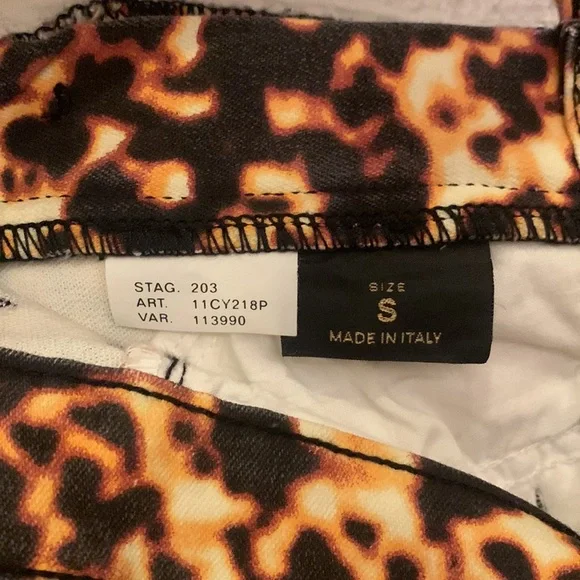 STAG. 203
ART. 11CY218P
VAR. 113990
SIZE
S
MADE IN ITALY